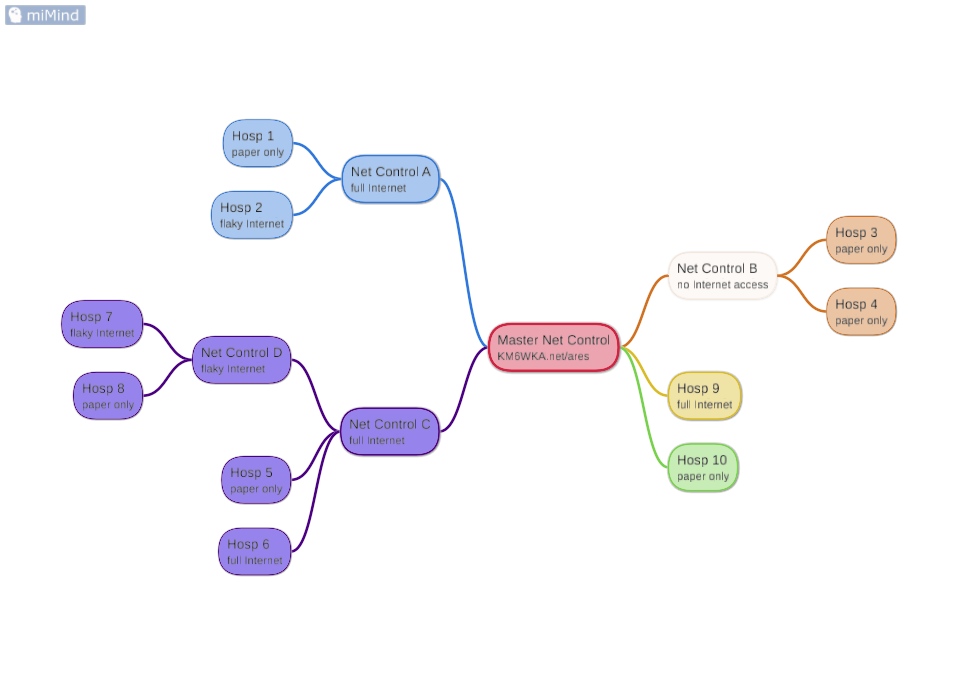 miMind
Hosp 1
paper only
Net Control A
full Internet
Hosp 2
flaky Internet
Hosp 3
paper only
Net Control B
no Internet access
Hosp 4
paper only
Hosp 7
flaky Internet
Net Control D
flaky Internet
Hosp 8
paper only
Master Net Control
KM6WKA.net/ares
Net Control C
full Internet
Hosp 9
full Internet
Hosp 5
paper only
Hosp 10
paper only
Hosp 6
full Internet